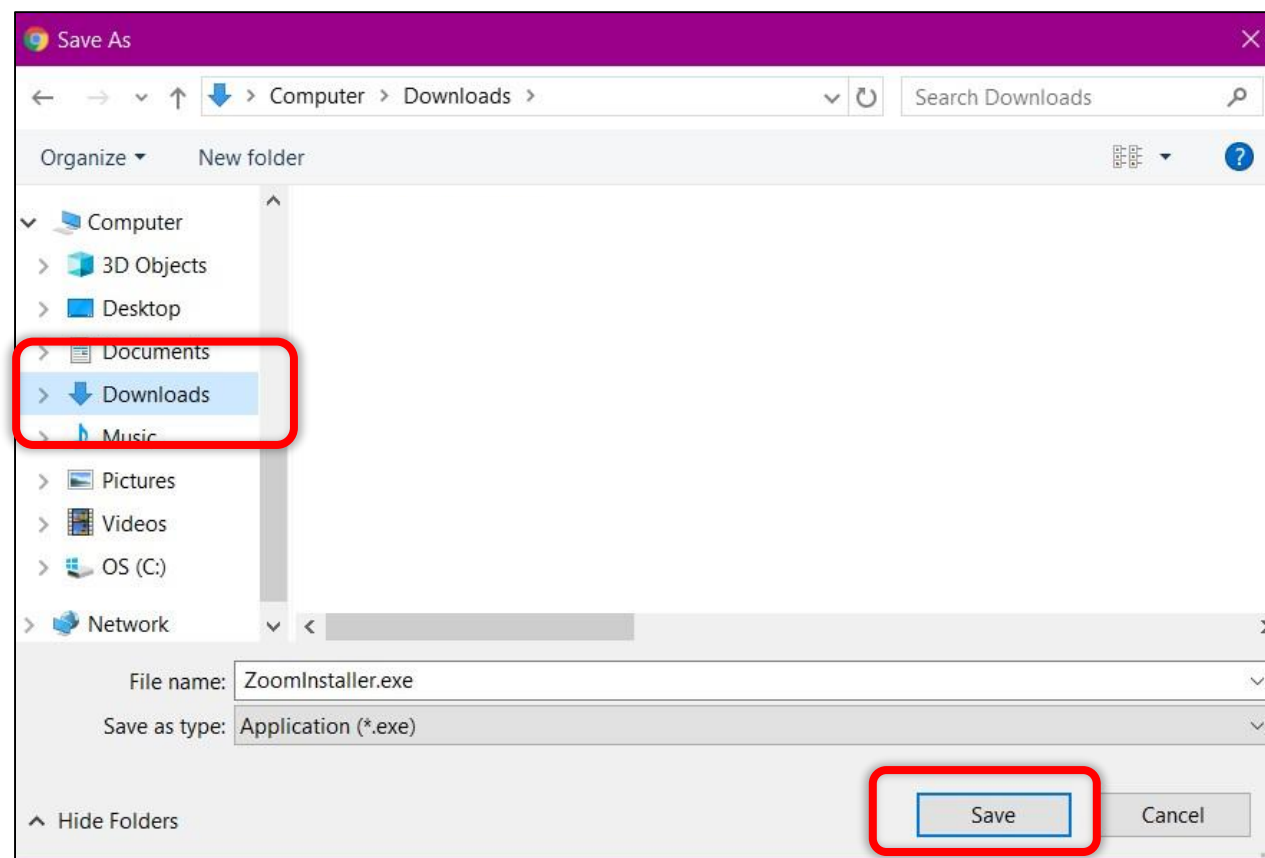 Save As
Computer > Downloads >
Search Downloads
Organize
New folder
?
Computer
3D Objects
Desktop
Documents
Downloads
Music
Pictures
Videos
OS (C:)
Network
File name: ZoomInstaller.exe
Save as type: Application (*.exe)
Hide Folders
Save
Cancel